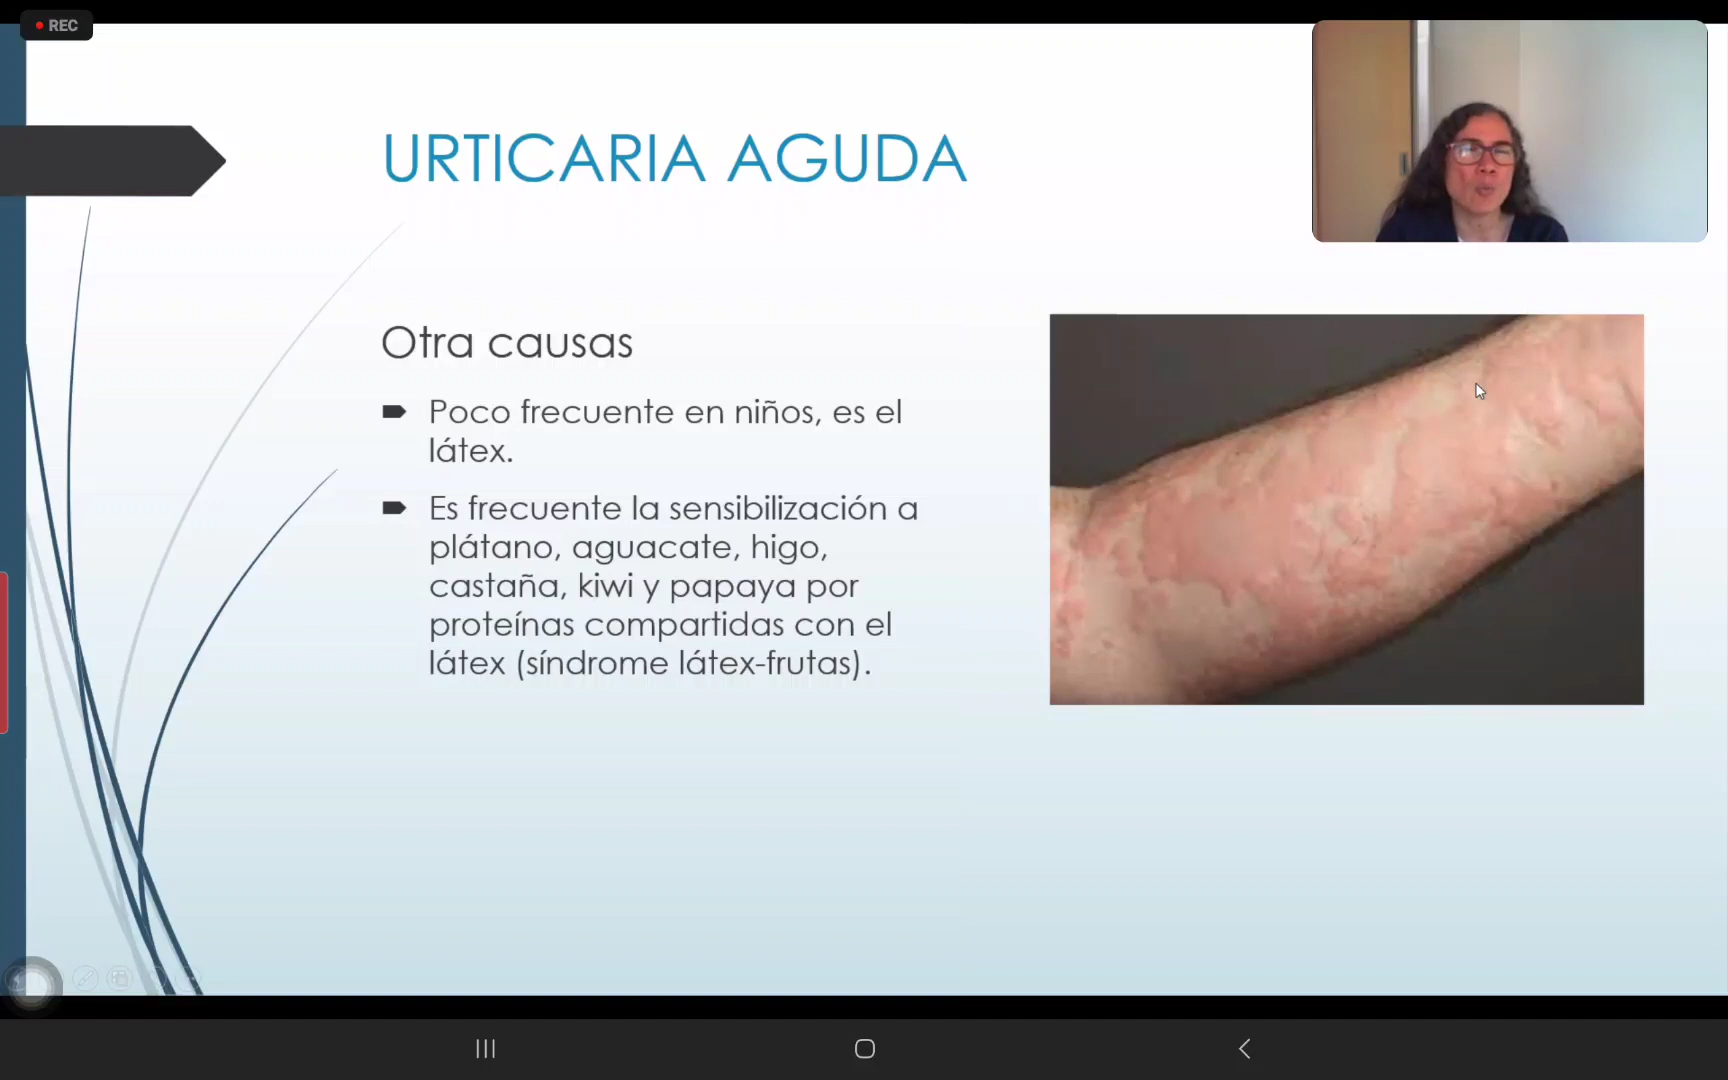 REC
URTICARIA AGUDA
Otra causas
Poco frecuente en niños, es el
látex.
Es frecuente la sensibilización a
plátano, aguacate, higo,
castaña, kiwi y papaya por
proteínas compartidas con el
látex (síndrome látex-frutas).